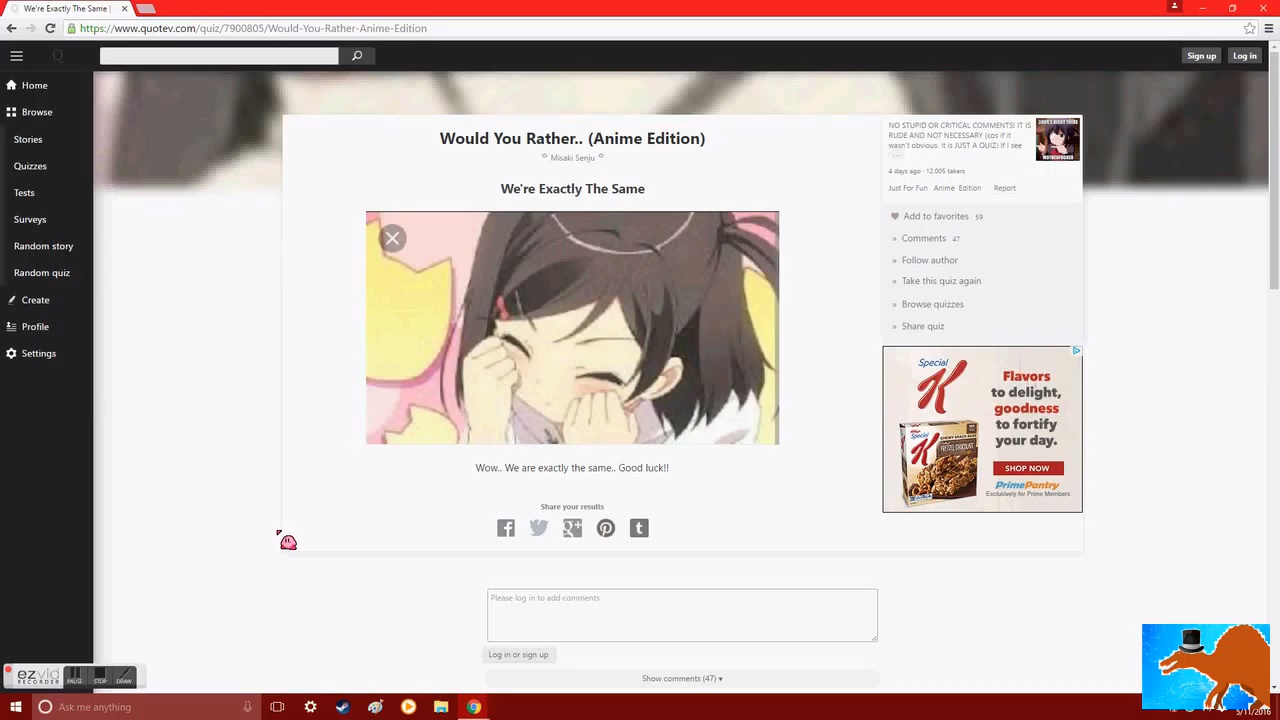 We're Exactly The Same |
https://www.quotev.com/quiz/7900805/Would-You-Rather-Anime-Edition
Sign up
Log in
Home
Browse
Stories
Quizzes
Tests
Surveys
Random story
Random quiz
Create
Profile
Settings
Would You Rather.. (Anime Edition)
Misaki Senju
We're Exactly The Same
Wow.. We are exactly the same.. Good luck!!
Share your results
NO STUPID OR CRITICAL COMMENTS! IT IS
RUDE AND NOT NECESSARY (cos if it
wasn't obvious. it is JUST A QUIZ) If I see
...
4 days ago · 12,005 takers
Just For Fun Anime Edition Report
Add to favorites 59
» Comments 47
» Follow author
» Take this quiz again
» Browse quizzes
» Share quiz
Special
K
Flavors
to delight,
goodness
to fortify
your day.
SHOP NOW
PrimePantry
Exclusively for Prime Members
Please log in to add comments
Log in or sign up
Show comments (47) ▾
ezvid
RECORDER
PAUSE
STOP
DRAW
Ask me anything
5/11/2016